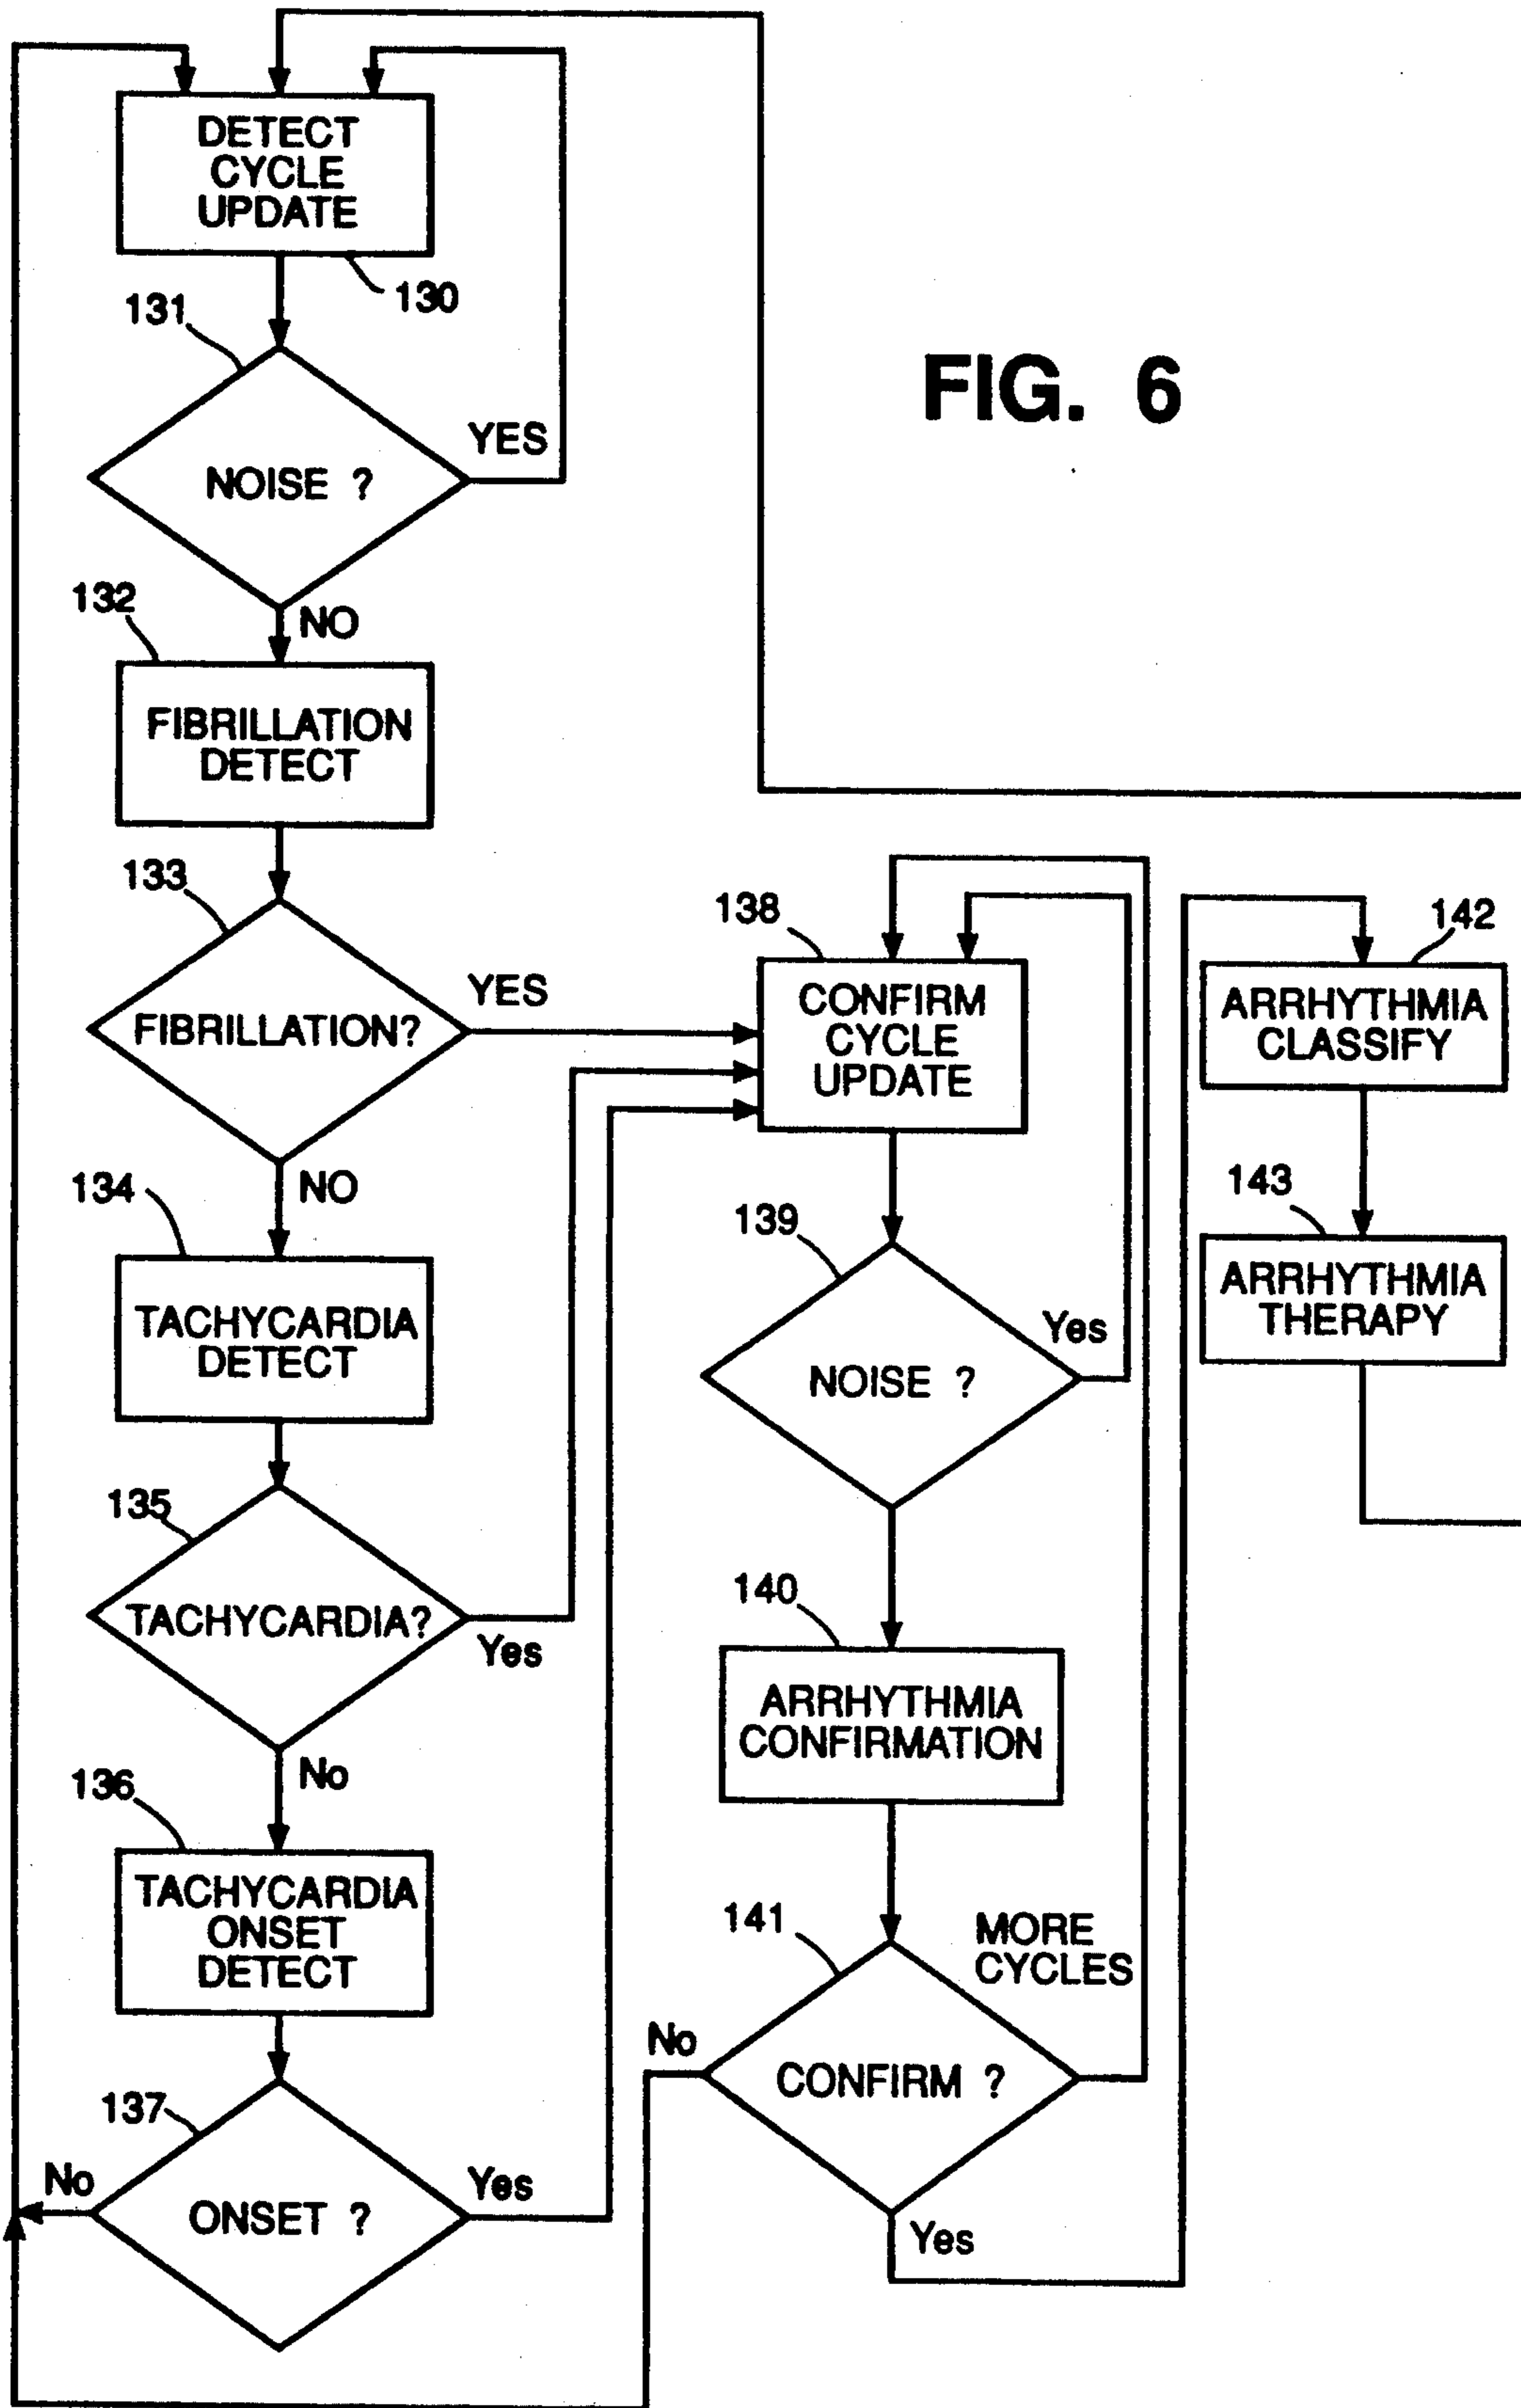 FIG. 6
DETECT
CYCLE
UPDATE
130
131
NOISE ?
YES
NO
132
FIBRILLATION
DETECT
133
FIBRILLATION?
YES
NO
134
TACHYCARDIA
DETECT
135
TACHYCARDIA?
Yes
No
136
TACHYCARDIA
ONSET
DETECT
137
ONSET ?
No
Yes
138
CONFIRM
CYCLE
UPDATE
139
NOISE ?
Yes
140
ARRHYTHMIA
CONFIRMATION
141
CONFIRM ?
MORE
CYCLES
No
Yes
142
ARRHYTHMIA
CLASSIFY
143
ARRHYTHMIA
THERAPY